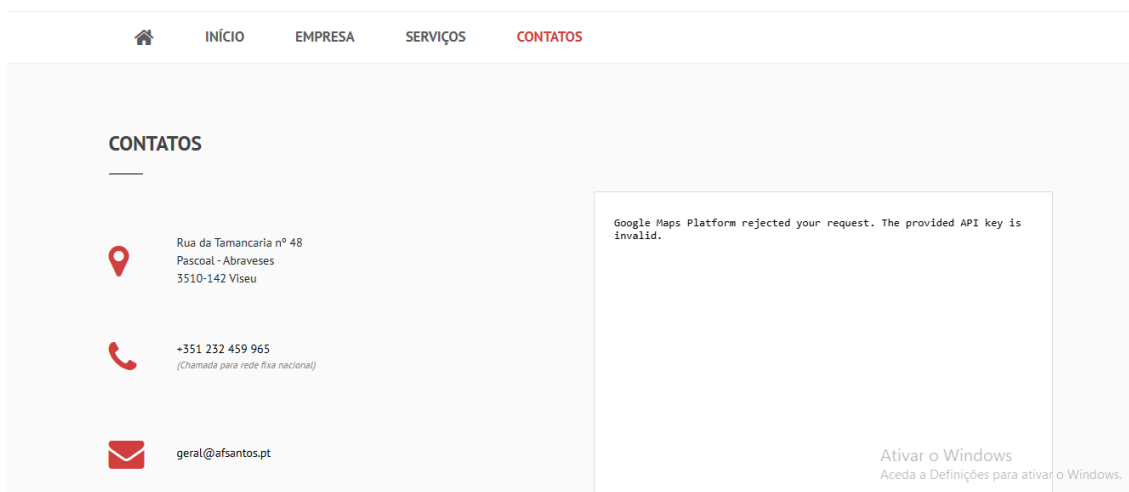 INÍCIO EMPRESA SERVIÇOS CONTATOS
CONTATOS
Rua da Tamancaria nº 48
Pascoal - Abraveses
3510-142 Viseu
+351 232 459 965
(Chamada para rede fixa nacional)
geral@afsantos.pt
Google Maps Platform rejected your request. The provided API key is
invalid.
Ativar o Windows
Aceda a Definições para ativar o Windows.